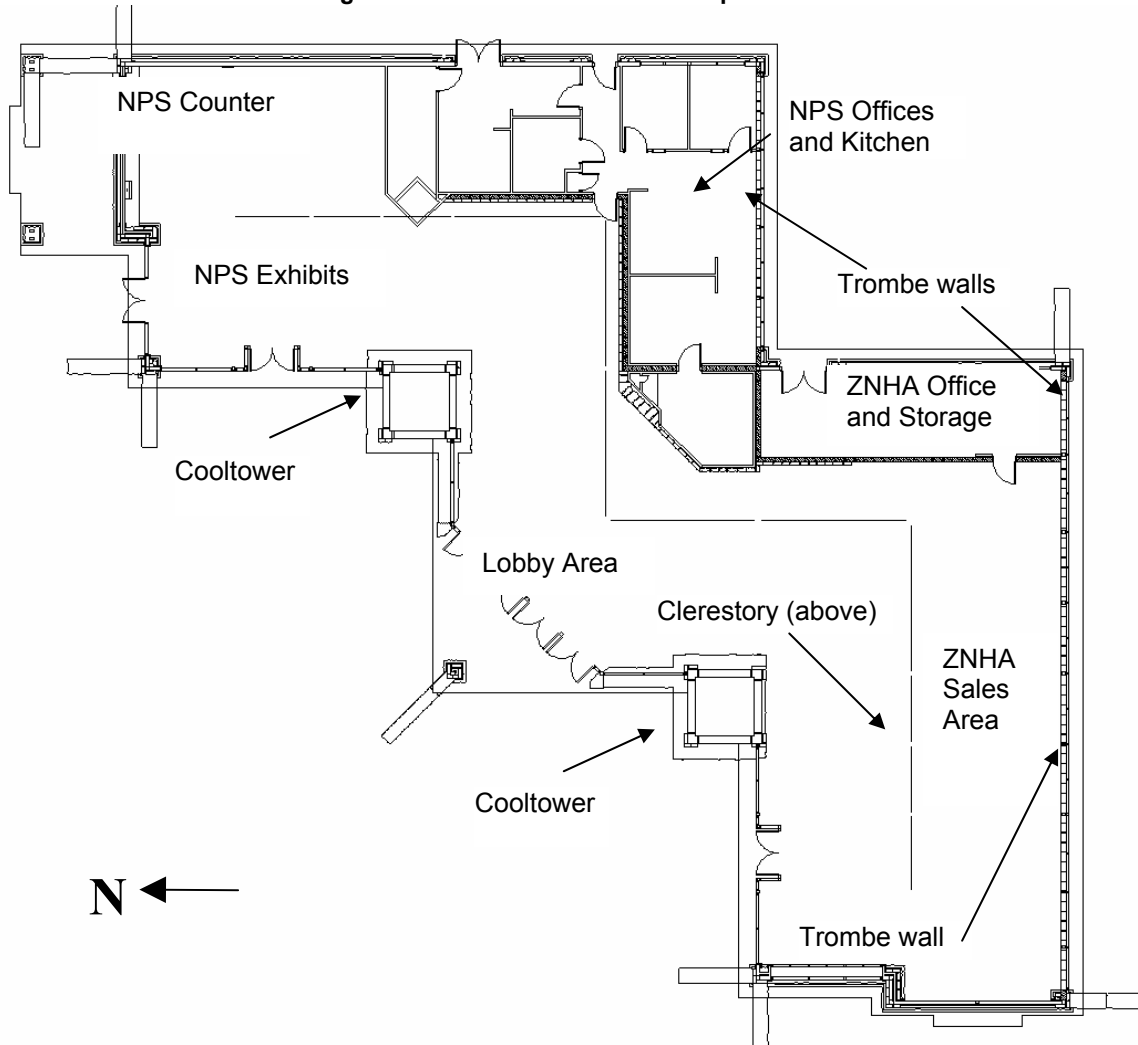 NPS Counter
NPS Offices
and Kitchen
NPS Exhibits
Trombe walls
ZNHA Office
and Storage
Cooltower
Lobby Area
Clerestory (above)
ZNHA
Sales
Area
Cooltower
N
Trombe wall